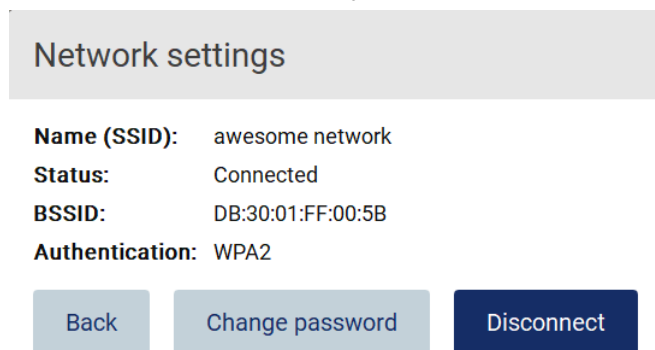 Network settings
Name (SSID): awesome network
Status: Connected
BSSID: DB:30:01:FF:00:5B
Authentication: WPA2
Back Change password Disconnect